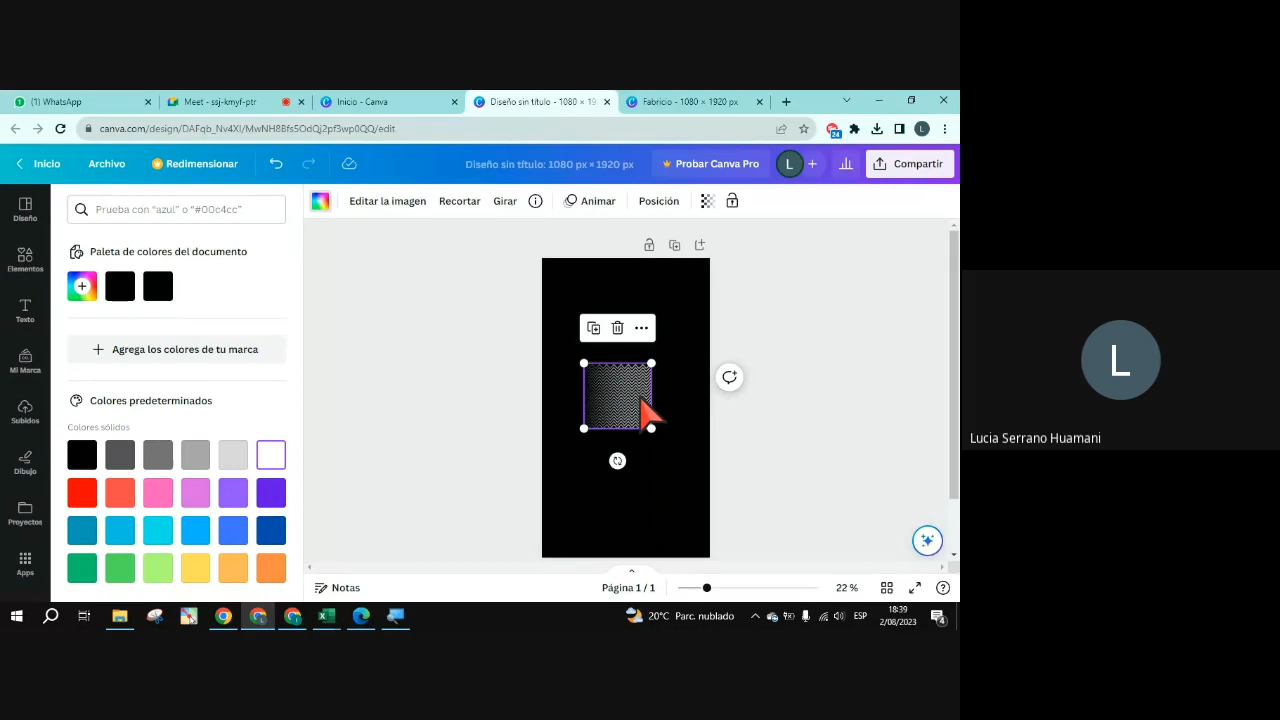 (1) WhatsApp
Meet - ssj-kmyf-ptr
Inicio - Canva
Diseño sin título - 1080 × 19
Fabricio - 1080 × 1920 px
canva.com/design/DAFqb_Nv4XI/MwNH8Bfs5OdQj2pf3wp0QQ/edit
24
L
Inicio
Archivo
Redimensionar
Diseño sin título: 1080 px × 1920 px
Probar Canva Pro
L
Compartir
Diseño
Elementos
Texto
Mi Marca
Subidos
Dibujo
Proyectos
Apps
Prueba con “azul” o “#00c4cc”
Paleta de colores del documento
Agrega los colores de tu marca
Colores predeterminados
Colores sólidos
Editar la imagen
Recortar
Girar
Animar
Posición
Notas
Página 1 / 1
22 %
20°C Parc. nublado
ESP
18:39
2/08/2023
4
L
Lucia Serrano Huamani